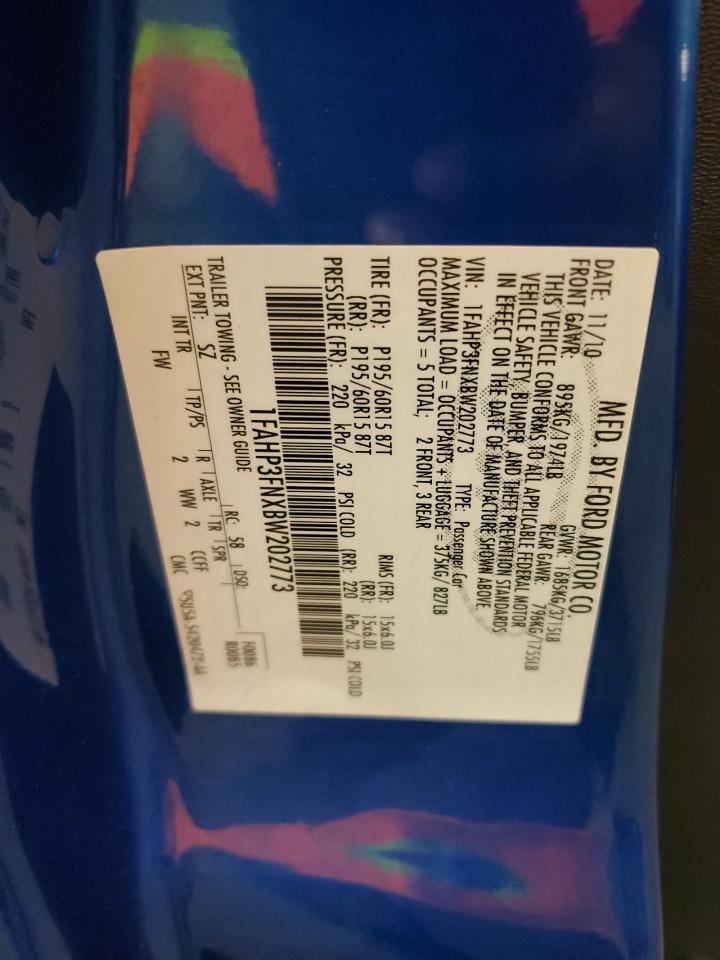 MFD. BY FORD MOTOR CO.
DATE: 11/10 GVWR: 1685KG/3715LB
FRONT GAWR: 895KG/1974LB REAR GAWR: 796KG/1755LB
THIS VEHICLE CONFORMS TO ALL APPLICABLE FEDERAL MOTOR
VEHICLE SAFETY, BUMPER AND THEFT PREVENTION STANDARDS
IN EFFECT ON THE DATE OF MANUFACTURE SHOWN ABOVE.
VIN: 1FAHP3FNXBW202773 TYPE: Passenger Car
MAXIMUM LOAD = OCCUPANTS + LUGGAGE = 375KG/827LB
OCCUPANTS = 5 TOTAL; 2 FRONT, 3 REAR
TIRE (FR): P195/60R15 87T RIMS (FR): 15x6.0J
(RR): P195/60R15 87T (RR): 15x6.0J
PRESSURE (FR): 220 kPa/ 32 PSI COLD (RR): 220 kPa/ 32 PSI COLD
1FAHP3FNXBW202773
TRAILER TOWING - SEE OWNER GUIDE
F0086
R0085
EXT PNT: SZ RC: 58 DSO:
INT TR TP/PS R AXLE TR SPR
FW 2 WW 2 CCFF
CMC